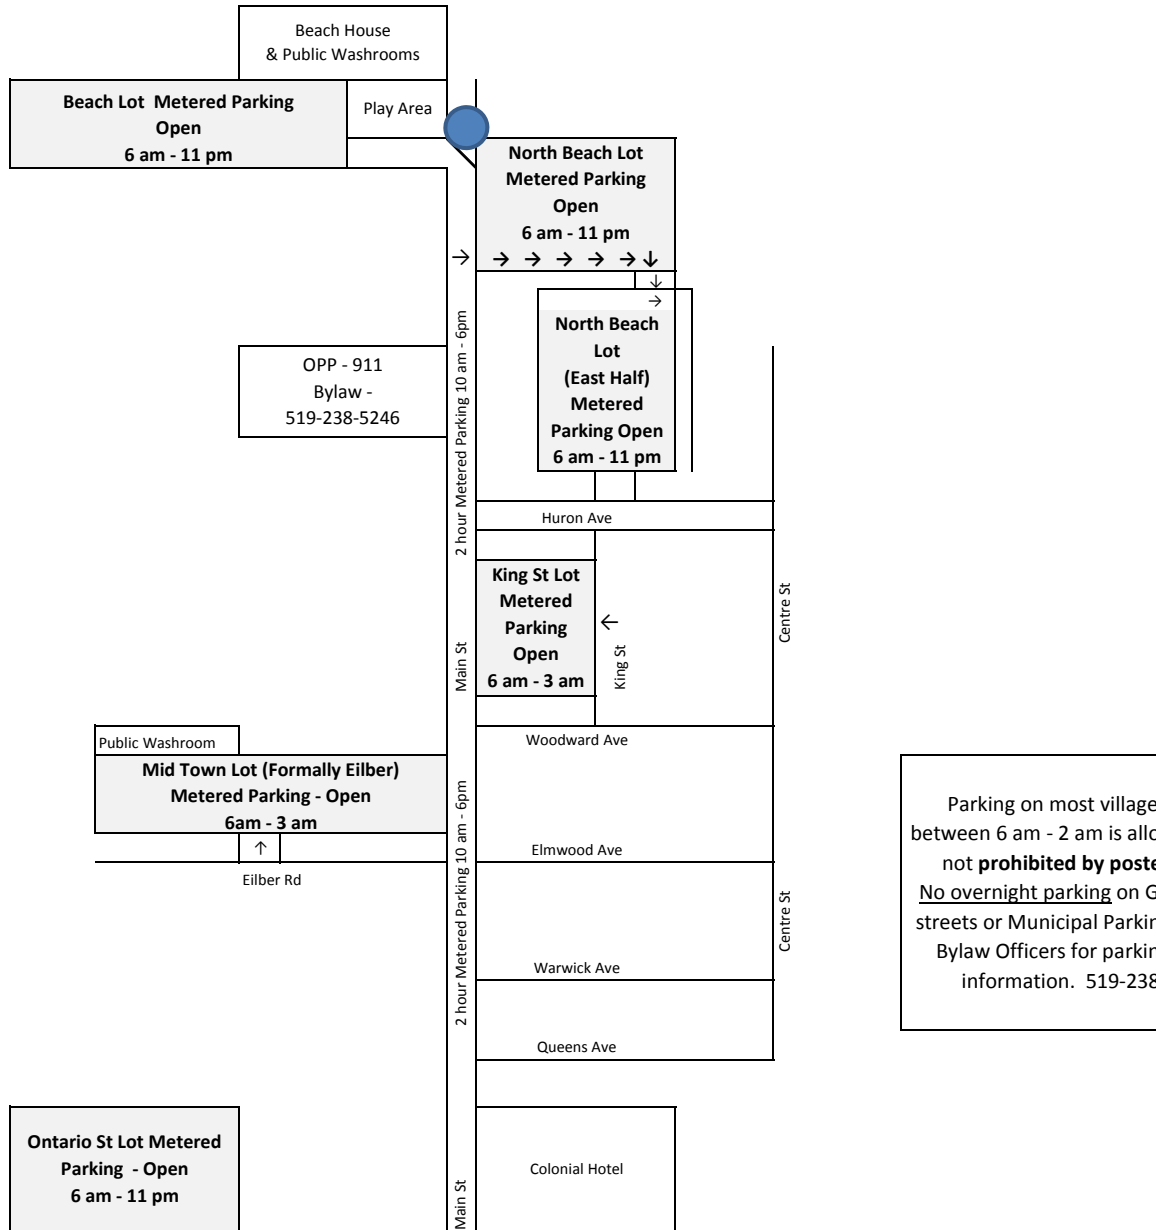 Beach House
& Public Washrooms
Beach Lot  Metered Parking
Open
6 am - 11 pm
Play Area
North Beach Lot
Metered Parking
Open
6 am - 11 pm
→
→ → → → → ↓
↓
→
North Beach
Lot
(East Half)
Metered
Parking Open
6 am - 11 pm
OPP - 911
Bylaw -
519-238-5246
2 hour Metered Parking 10 am - 6pm
Huron Ave
King St Lot
Metered
Parking
Open
6 am - 3 am
←
King St
Main St
Centre St
Woodward Ave
Public Washroom
Mid Town Lot (Formally Eilber)
Metered Parking - Open
6am - 3 am
↑
Eilber Rd
2 hour Metered Parking 10 am - 6pm
Elmwood Ave
Centre St
Warwick Ave
Queens Ave
Parking on most village
between 6 am - 2 am is allo
not prohibited by poste
No overnight parking on G
streets or Municipal Parkin
Bylaw Officers for parkin
information.  519-238
Ontario St Lot Metered
Parking  - Open
6 am - 11 pm
Main St
Colonial Hotel